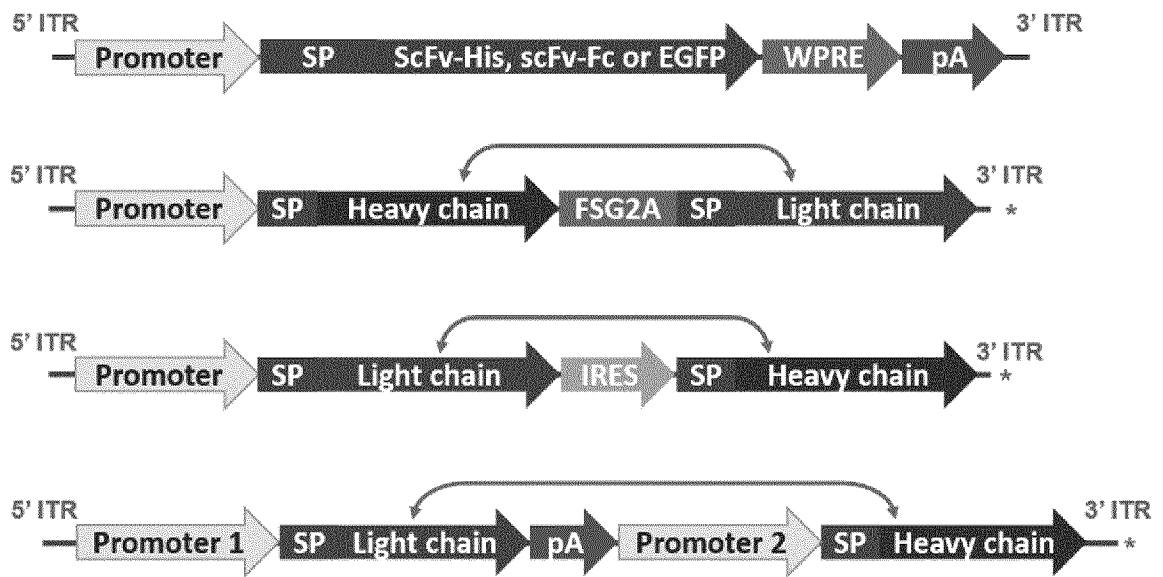 5' ITR 3' ITR
Promoter SP ScFv-His, scFv-Fc or EGFP WPRE pA
5' ITR 3' ITR
Promoter SP Heavy chain FSG2A SP Light chain *
5' ITR 3' ITR
Promoter SP Light chain IRES SP Heavy chain *
5' ITR 3' ITR
Promoter 1 SP Light chain pA Promoter 2 SP Heavy chain *